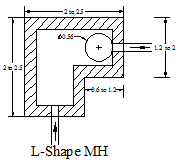 2 to 2.5
ø0.56
1.2 to 2
2 to 2.5
0.6 to 1.2
L-Shape MH